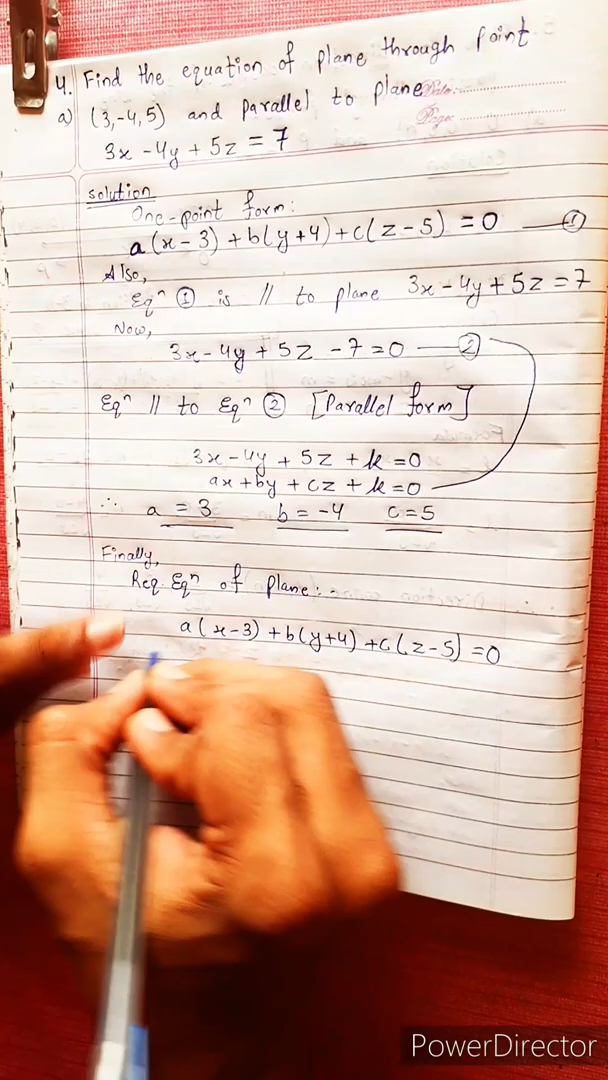 4. Find the equation of plane through point
a) (3,-4,5) and parallel to plane
Page:
3x - 4y + 5z = 7
solution
One-point form:
a(x-3) + b(y+4) + c(z-5) = 0 — ①
Also,
Eqⁿ ① is // to plane 3x - 4y + 5z = 7
Now,
3x - 4y + 5z - 7 = 0 — ②
Eqⁿ // to Eqⁿ ② [Parallel form]
3x - 4y + 5z + k = 0
ax + by + cz + k = 0
∴ a = 3 b = -4 c = 5
Finally,
Req Eqⁿ of plane:-
a(x-3) + b(y+4) + c(z-5) = 0
PowerDirector